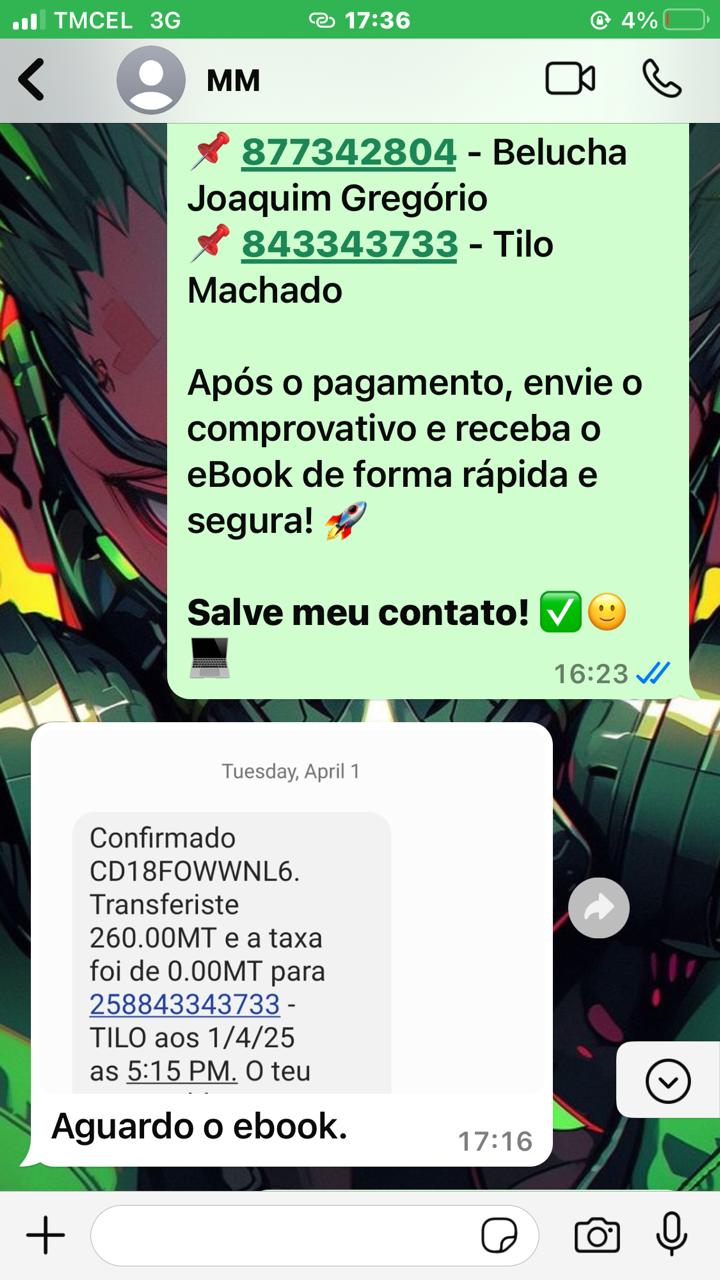 TMCEL 3G 17:36 4%
MM
📌 877342804 - Belucha
Joaquim Gregório
📌 843343733 - Tilo
Machado
Após o pagamento, envie o
comprovativo e receba o
eBook de forma rápida e
segura! 🚀
Salve meu contato! ✅🙂
💻
16:23
Tuesday, April 1
Confirmado
CD18FOWWNL6.
Transferiste
260.00MT e a taxa
foi de 0.00MT para
258843343733 -
TILO aos 1/4/25
as 5:15 PM. O teu
Aguardo o ebook.
17:16